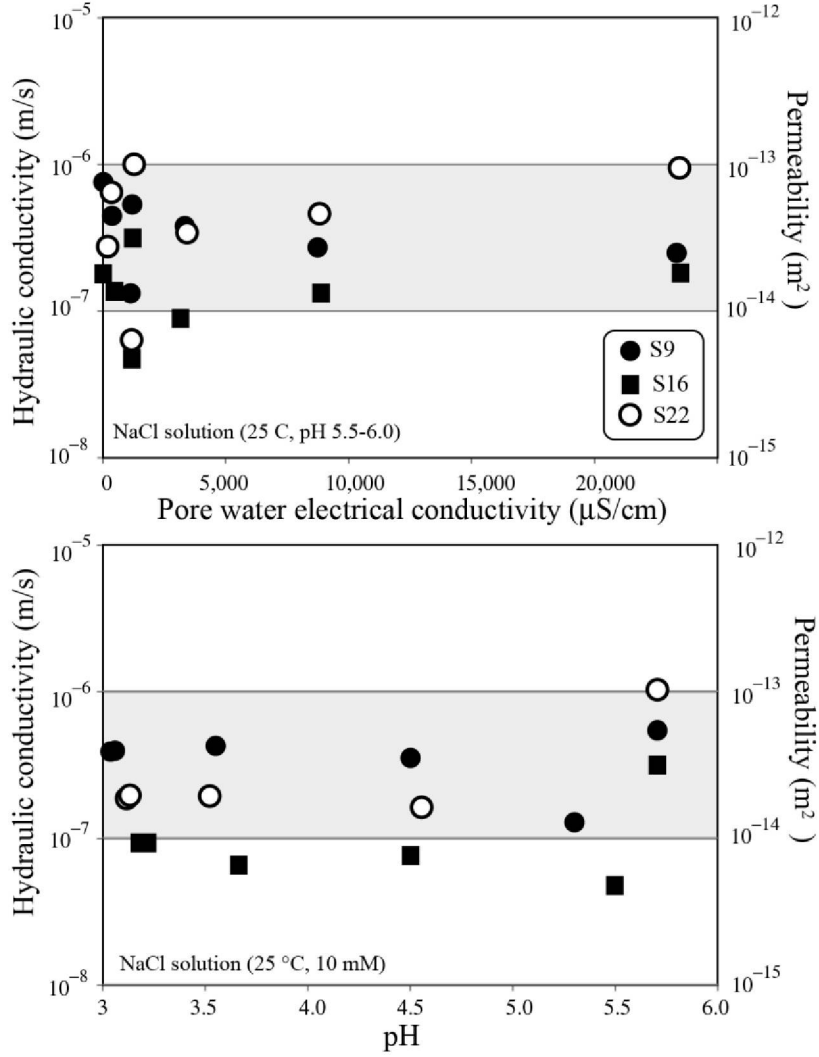 10⁻⁵
10⁻⁶
10⁻⁷
10⁻⁸
Hydraulic conductivity (m/s)
10⁻¹²
10⁻¹³
10⁻¹⁴
10⁻¹⁵
Permeability (m²)
S9
S16
S22
NaCl solution (25 C, pH 5.5-6.0)
0 5,000 10,000 15,000 20,000
Pore water electrical conductivity (μS/cm)
10⁻⁵
10⁻⁶
10⁻⁷
10⁻⁸
Hydraulic conductivity (m/s)
10⁻¹²
10⁻¹³
10⁻¹⁴
10⁻¹⁵
Permeability (m²)
NaCl solution (25 °C, 10 mM)
3 3.5 4.0 4.5 5.0 5.5 6.0
pH